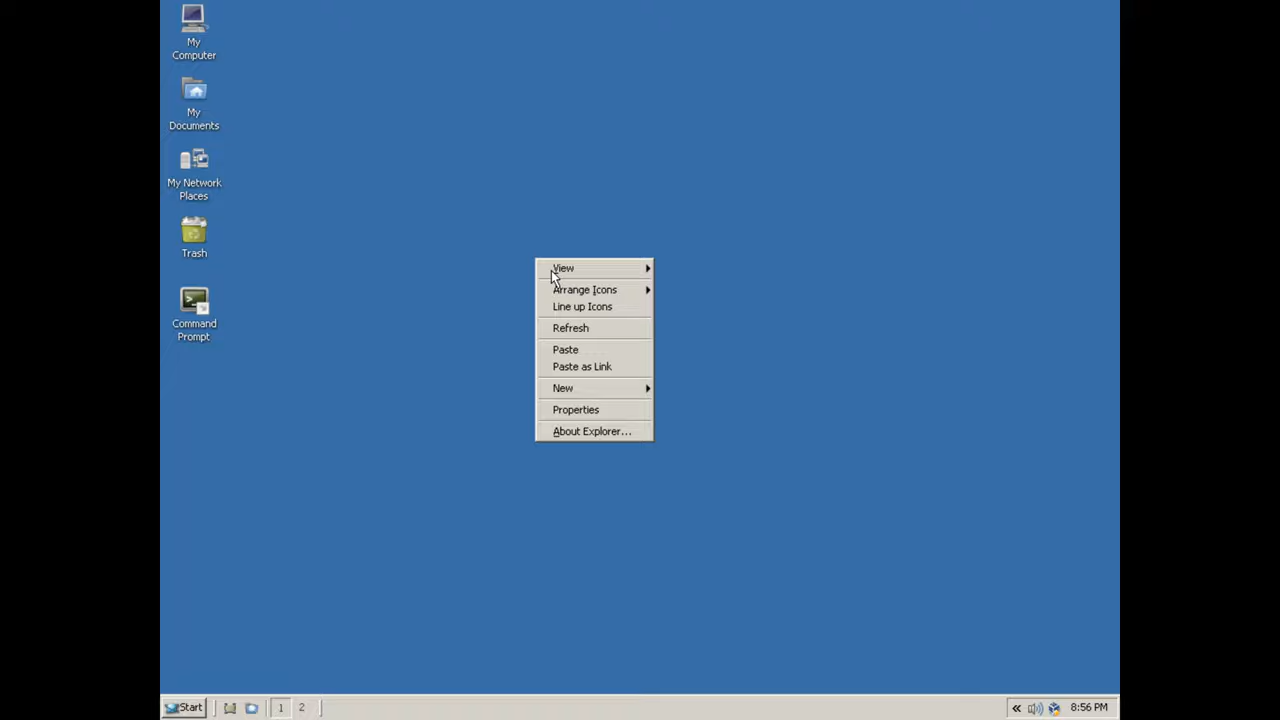 My
Computer
My
Documents
My Network
Places
Trash
Command
Prompt
View
Arrange Icons
Line up Icons
Refresh
Paste
Paste as Link
New
Properties
About Explorer...
Start
1
2
8:56 PM